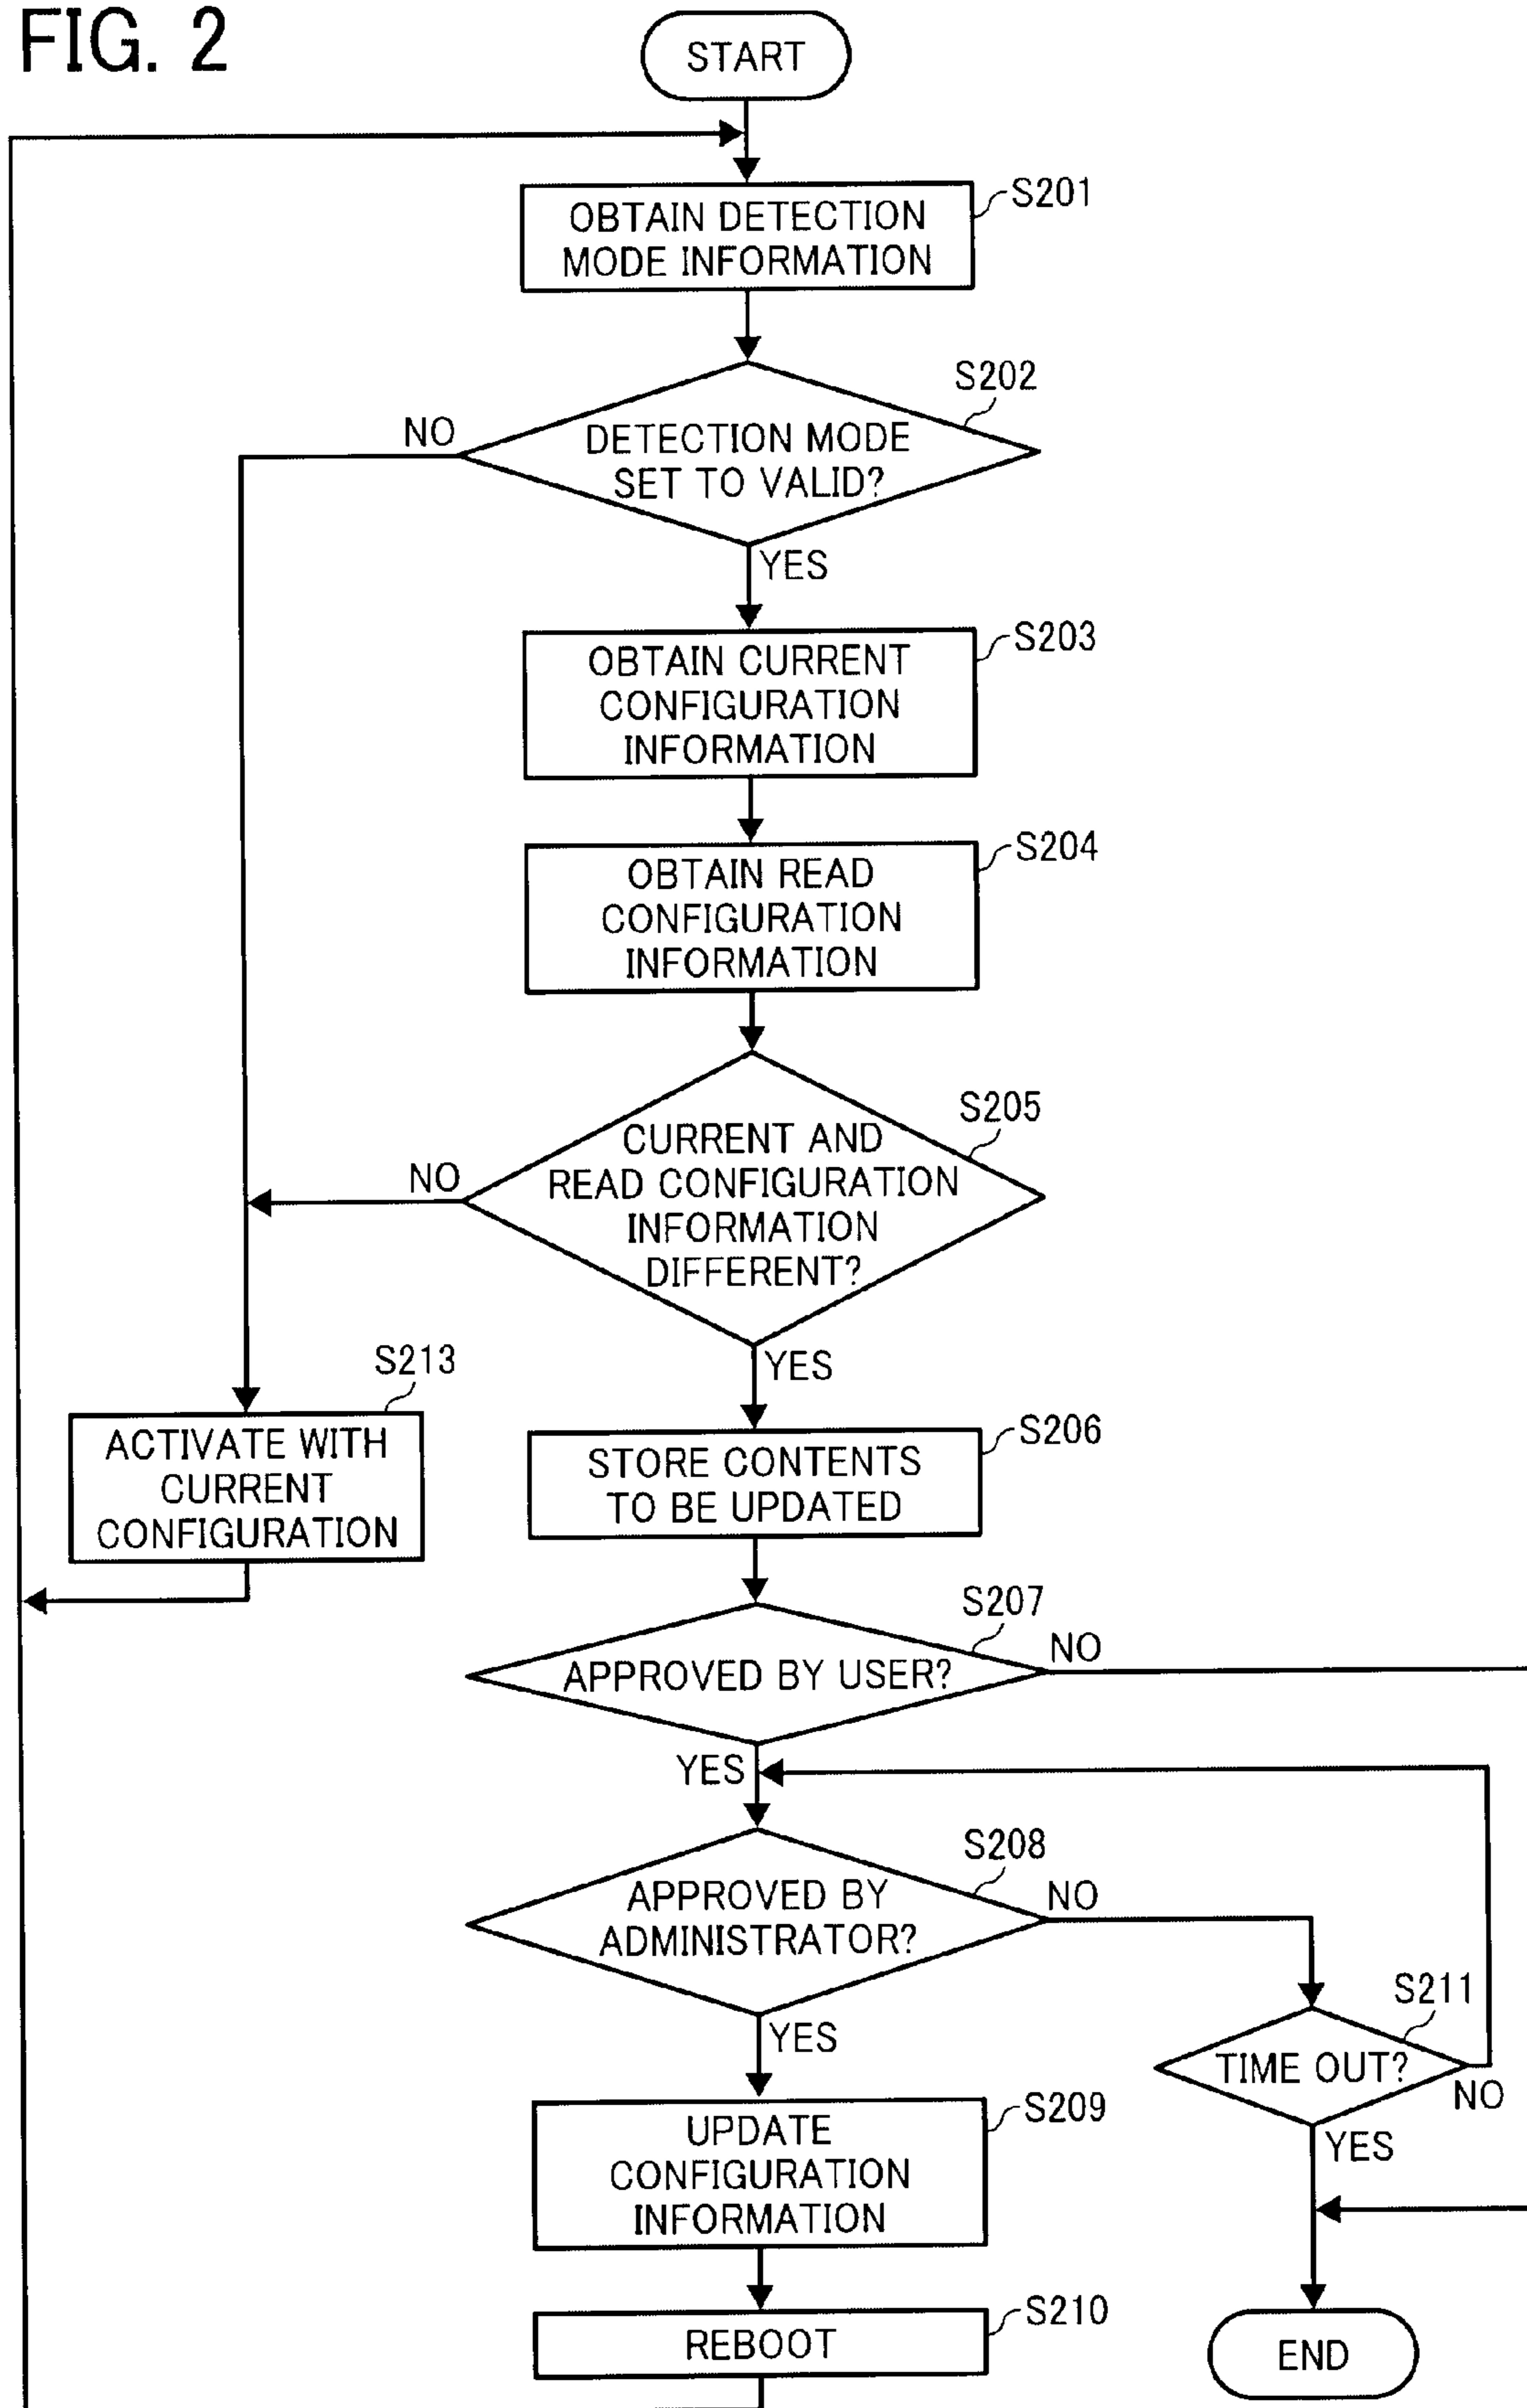 FIG. 2
START
S201
OBTAIN DETECTION
MODE INFORMATION
S202
NO
DETECTION MODE
SET TO VALID?
YES
S203
OBTAIN CURRENT
CONFIGURATION
INFORMATION
S204
OBTAIN READ
CONFIGURATION
INFORMATION
S205
CURRENT AND
READ CONFIGURATION
INFORMATION
DIFFERENT?
NO
YES
S213
ACTIVATE WITH
CURRENT
CONFIGURATION
S206
STORE CONTENTS
TO BE UPDATED
S207
NO
APPROVED BY USER?
YES
S208
APPROVED BY
ADMINISTRATOR?
NO
YES
S211
TIME OUT?
NO
YES
S209
UPDATE
CONFIGURATION
INFORMATION
S210
REBOOT
END